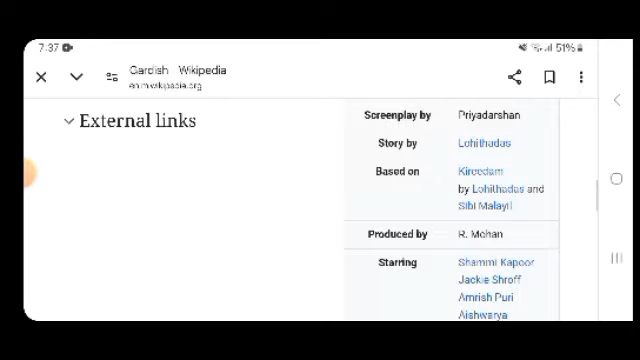 7:37
51%
Gardish Wikipedia
en.m.wikipedia.org
External links
Screenplay by Priyadarshan
Story by Lohithadas
Based on Kireedam
by Lohithadas and
Sibi Malayil
Produced by R. Mohan
Starring Shammi Kapoor
Jackie Shroff
Amrish Puri
Aishwarya